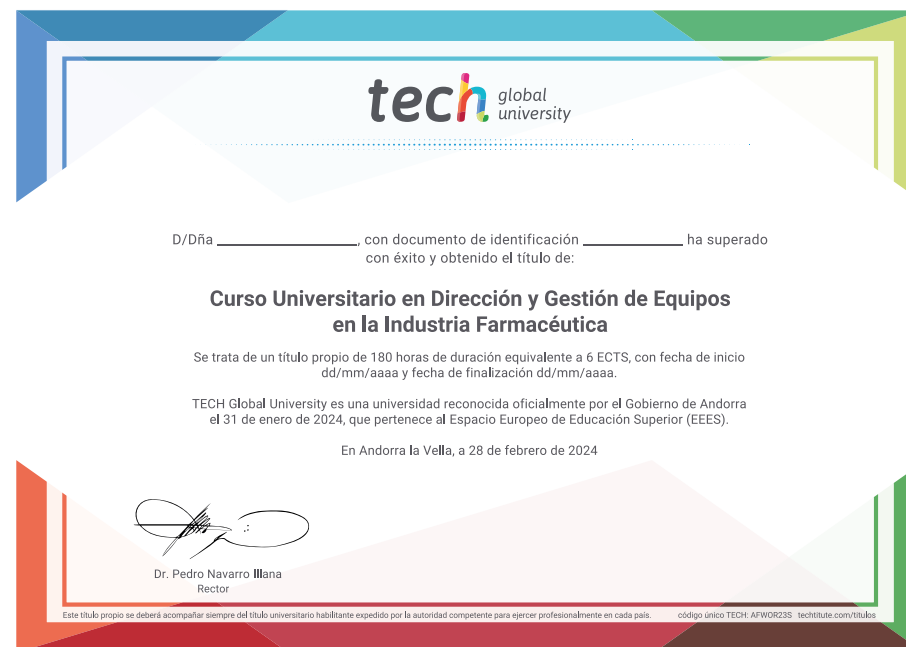 tech global university
D/Dña ____________________, con documento de identificación ______________ ha superado
con éxito y obtenido el título de:
Curso Universitario en Dirección y Gestión de Equipos
en la Industria Farmacéutica
Se trata de un título propio de 180 horas de duración equivalente a 6 ECTS, con fecha de inicio
dd/mm/aaaa y fecha de finalización dd/mm/aaaa.
TECH Global University es una universidad reconocida oficialmente por el Gobierno de Andorra
el 31 de enero de 2024, que pertenece al Espacio Europeo de Educación Superior (EEES).
En Andorra la Vella, a 28 de febrero de 2024
Dr. Pedro Navarro Illana
Rector
Este título propio se deberá acompañar siempre del título universitario habilitante expedido por la autoridad competente para ejercer profesionalmente en cada país. código único TECH: AFWOR23S techtitute.com/titulos